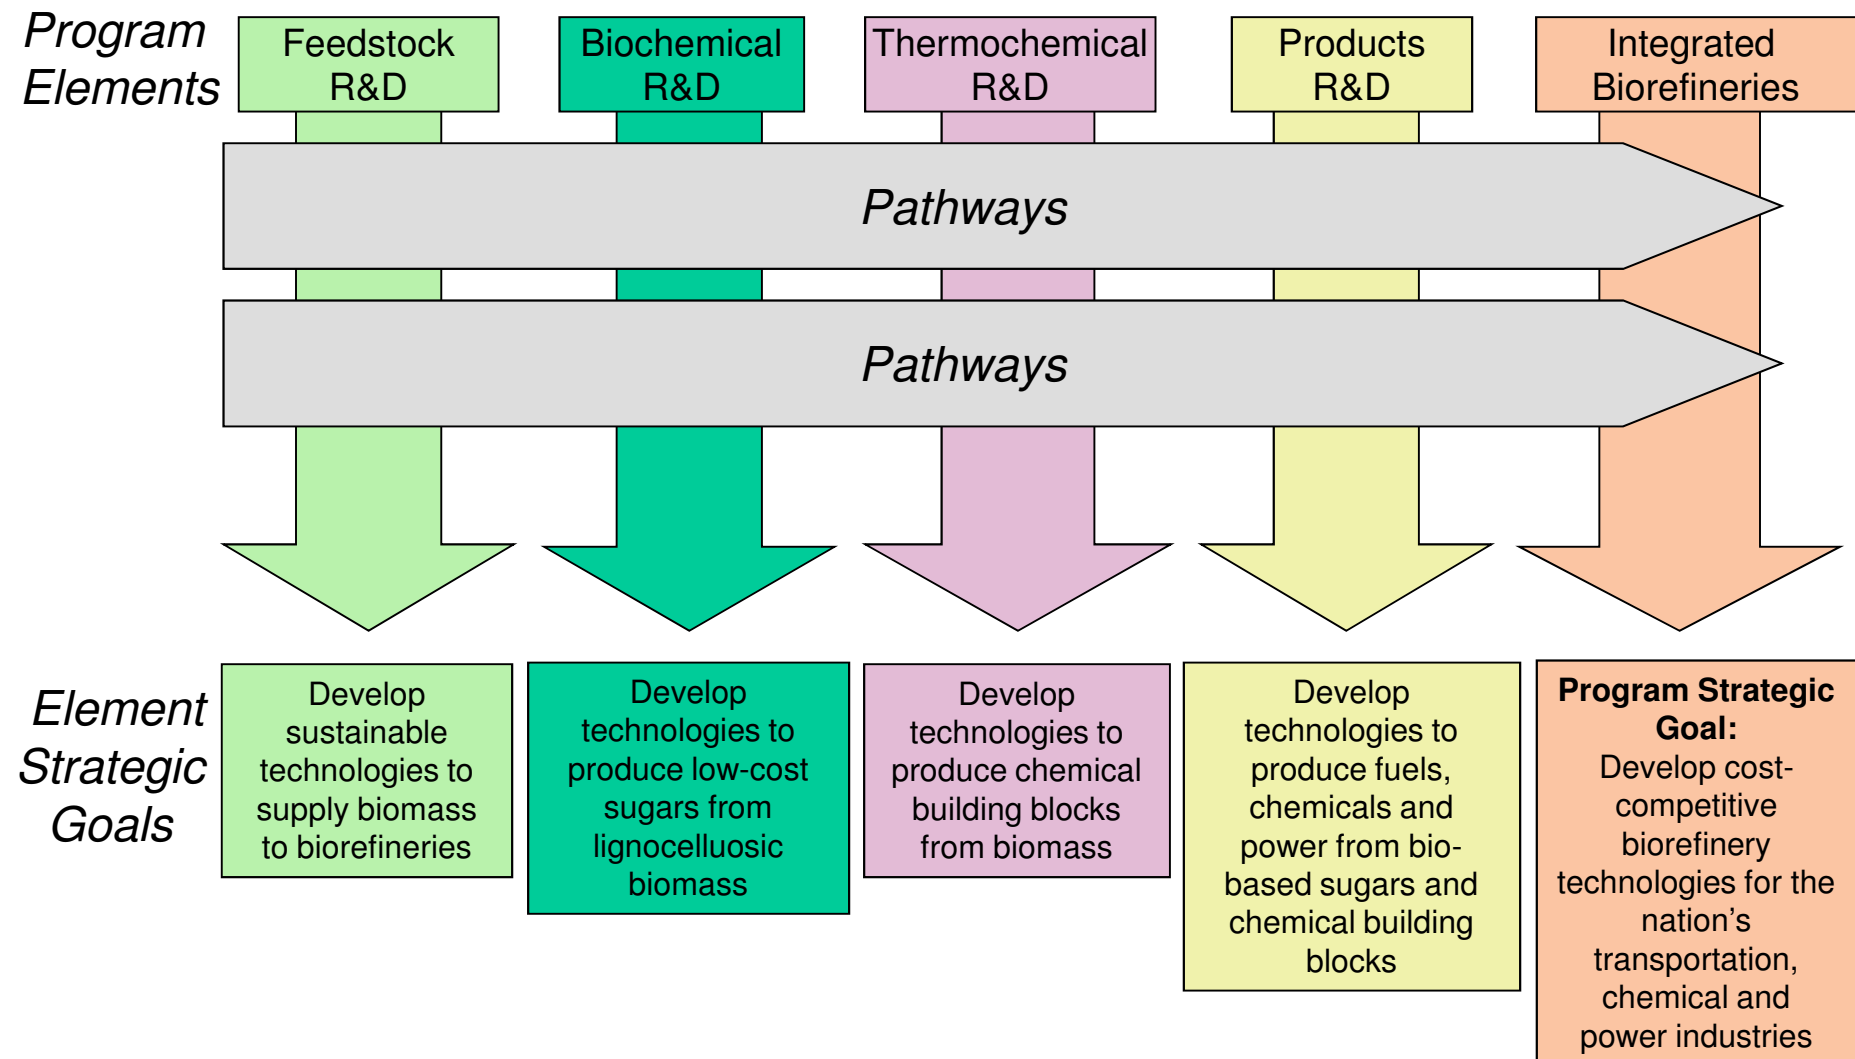 Program
Elements
Feedstock
R&D
Biochemical
R&D
Thermochemical
R&D
Products
R&D
Integrated
Biorefineries
Pathways
Pathways
Element
Strategic
Goals
Develop
sustainable
technologies to
supply biomass
to biorefineries
Develop
technologies to
produce low-cost
sugars from
lignocelluosic
biomass
Develop
technologies to
produce chemical
building blocks
from biomass
Develop
technologies to
produce fuels,
chemicals and
power from bio-
based sugars and
chemical building
blocks
Program Strategic
Goal:
Develop cost-
competitive
biorefinery
technologies for the
nation’s
transportation,
chemical and
power industries